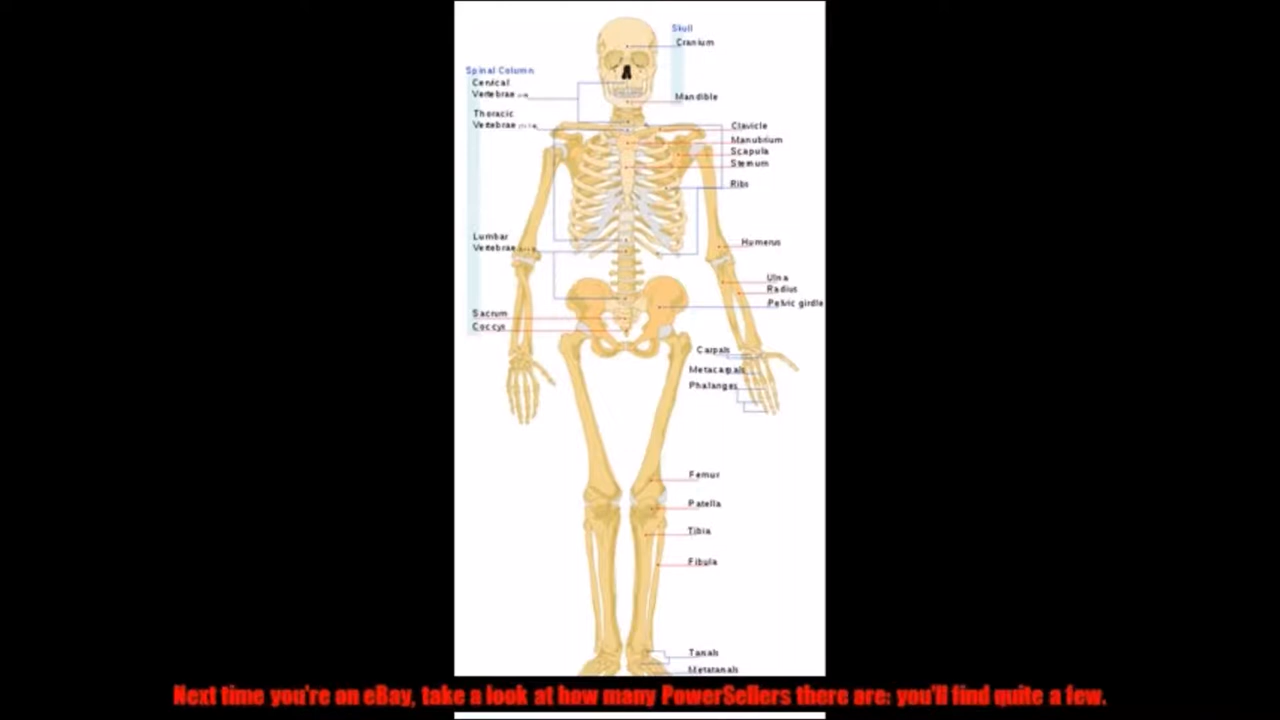 Skull
Cranium
Spinal Column
Cervical
Vertebrae
Mandible
Thoracic
Vertebrae
Clavicle
Manubrium
Scapula
Sternum
Ribs
Lumbar
Vertebrae
Humerus
Ulna
Radius
Pelvic girdle
Sacrum
Coccyx
Carpals
Metacarpals
Phalanges
Femur
Patella
Tibia
Fibula
Tarsals
Metatarsals
Next time you're on eBay, take a look at how many PowerSellers there are: you'll find quite a few.